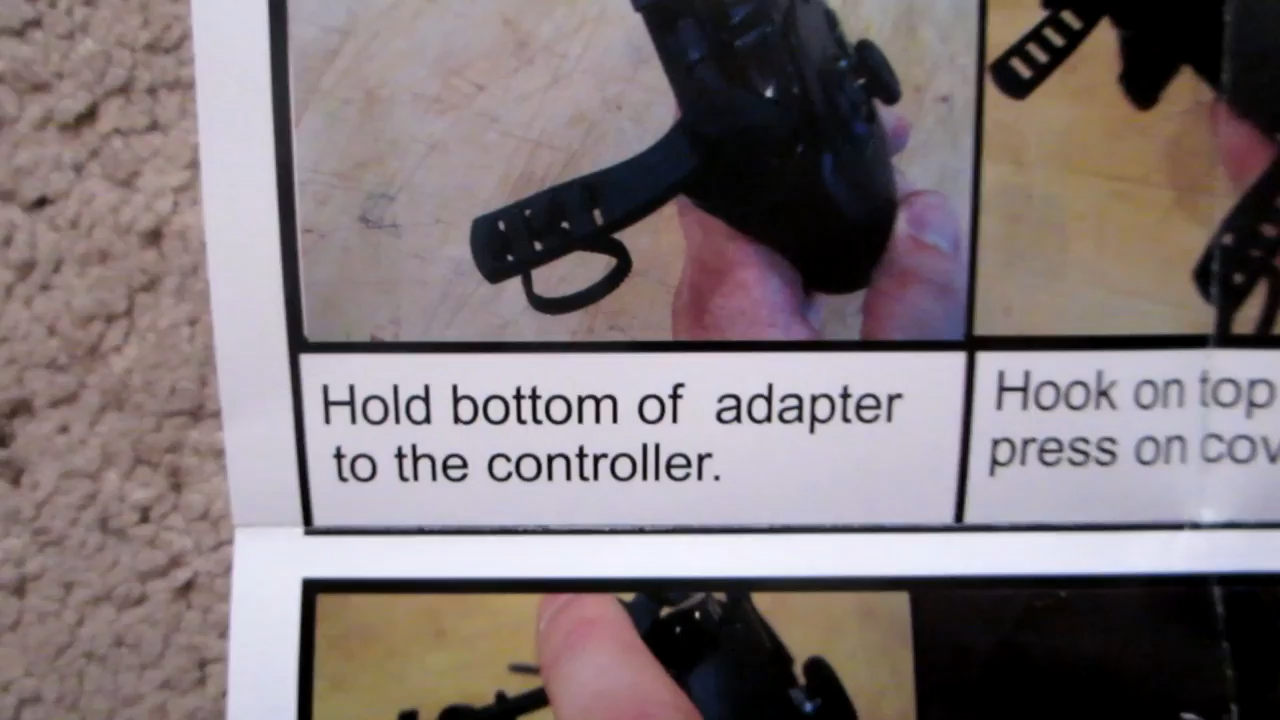 Hold bottom of adapter
to the controller.
Hook on top
press on cov